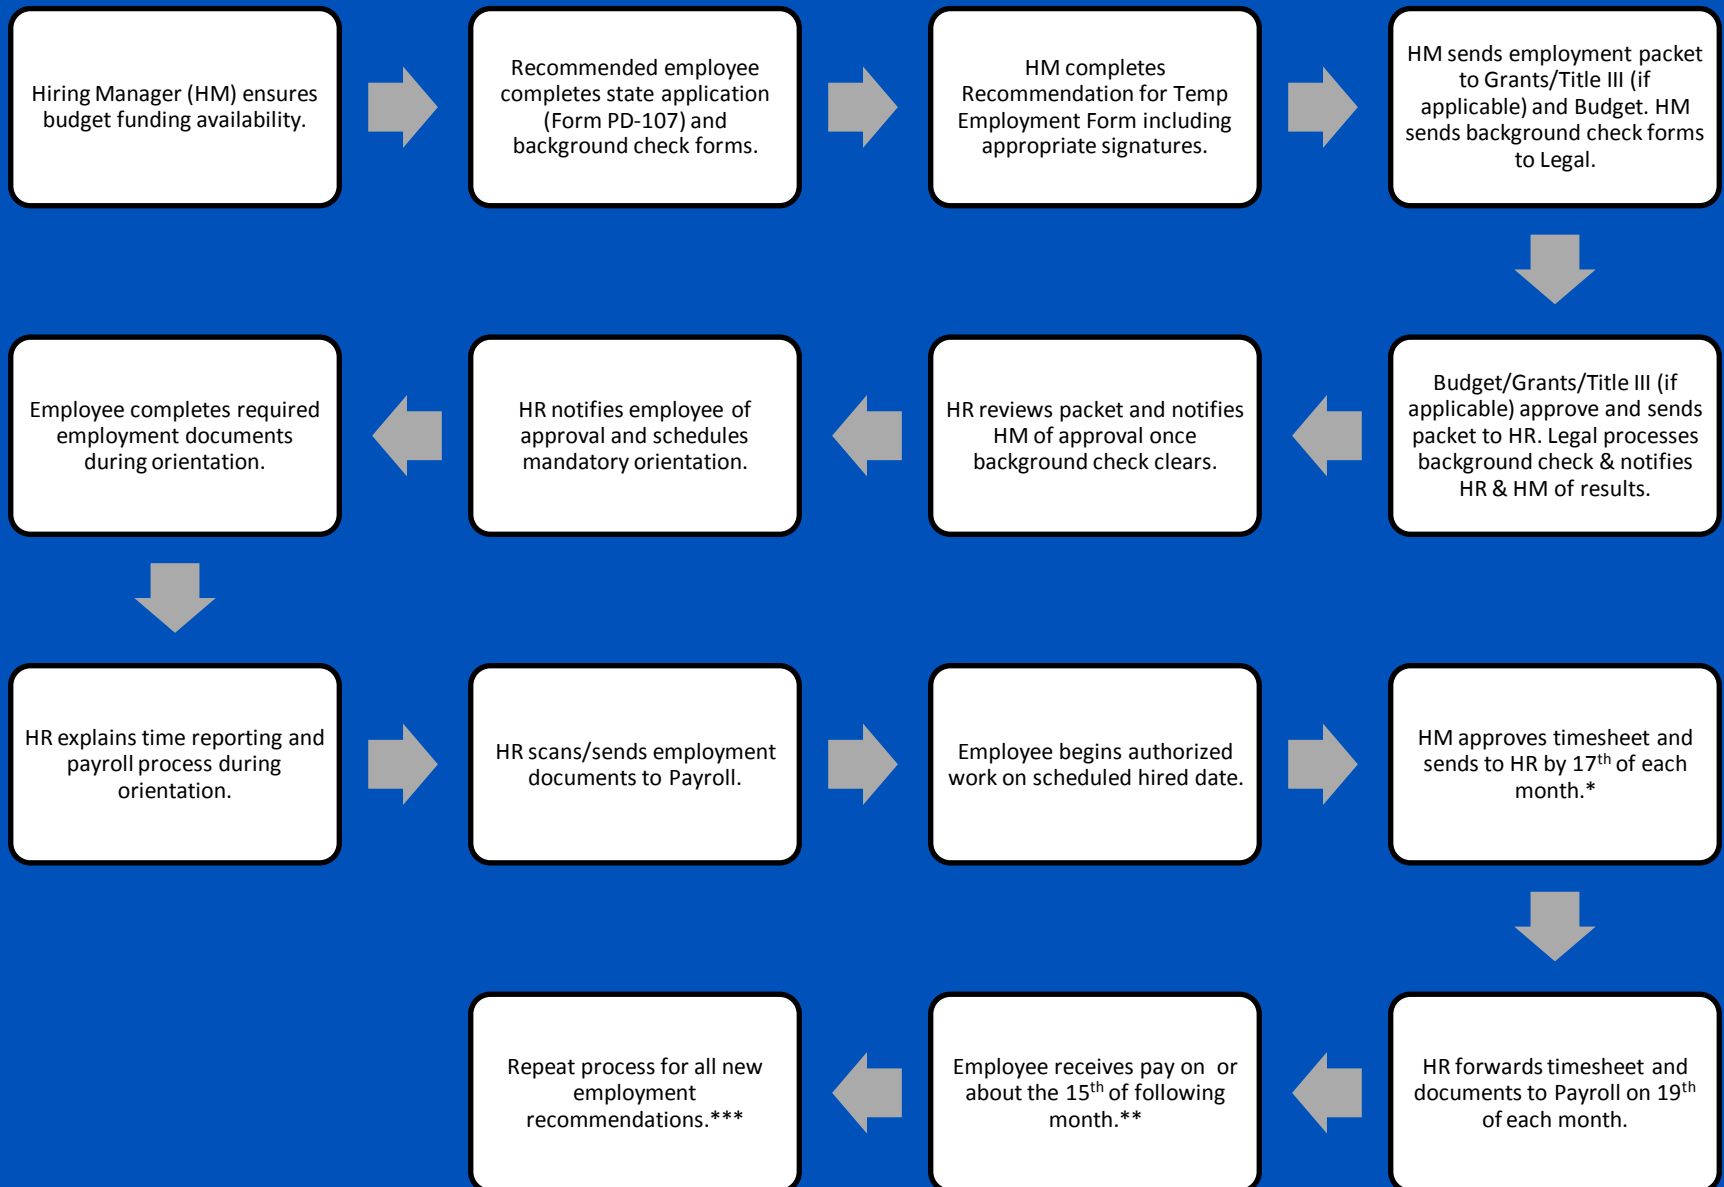 Hiring Manager (HM) ensures
budget funding availability.
Recommended employee
completes state application
(Form PD-107) and
background check forms.
HM completes
Recommendation for Temp
Employment Form including
appropriate signatures.
HM sends employment packet
to Grants/Title III (if
applicable) and Budget. HM
sends background check forms
to Legal.
Budget/Grants/Title III (if
applicable) approve and sends
packet to HR. Legal processes
background check & notifies
HR & HM of results.
HR reviews packet and notifies
HM of approval once
background check clears.
HR notifies employee of
approval and schedules
mandatory orientation.
Employee completes required
employment documents
during orientation.
HR explains time reporting and
payroll process during
orientation.
HR scans/sends employment
documents to Payroll.
Employee begins authorized
work on scheduled hired date.
HM approves timesheet and
sends to HR by 17th of each
month.*
HR forwards timesheet and
documents to Payroll on 19th
of each month.
Employee receives pay on or
about the 15th of following
month.**
Repeat process for all new
employment
recommendations.***